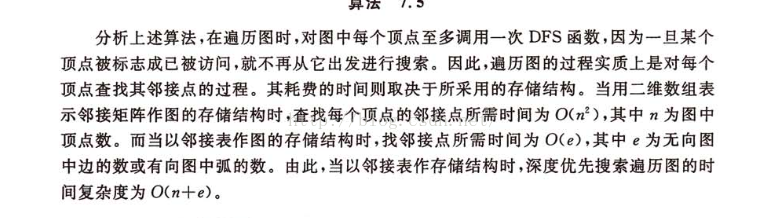 算法 7.5
分析上述算法,在遍历图时,对图中每个顶点至多调用一次 DFS 函数,因为一旦某个
顶点被标志成已被访问,就不再从它出发进行搜索。因此,遍历图的过程实质上是对每个
顶点查找其邻接点的过程。其耗费的时间则取决于所采用的存储结构。当用二维数组表
示邻接矩阵作图的存储结构时,查找每个顶点的邻接点所需时间为 O(n²),其中 n 为图中
顶点数。而当以邻接表作图的存储结构时,找邻接点所需时间为 O(e),其中 e 为无向图
中边的数或有向图中弧的数。由此,当以邻接表作存储结构时,深度优先搜索遍历图的时
间复杂度为 O(n+e)。